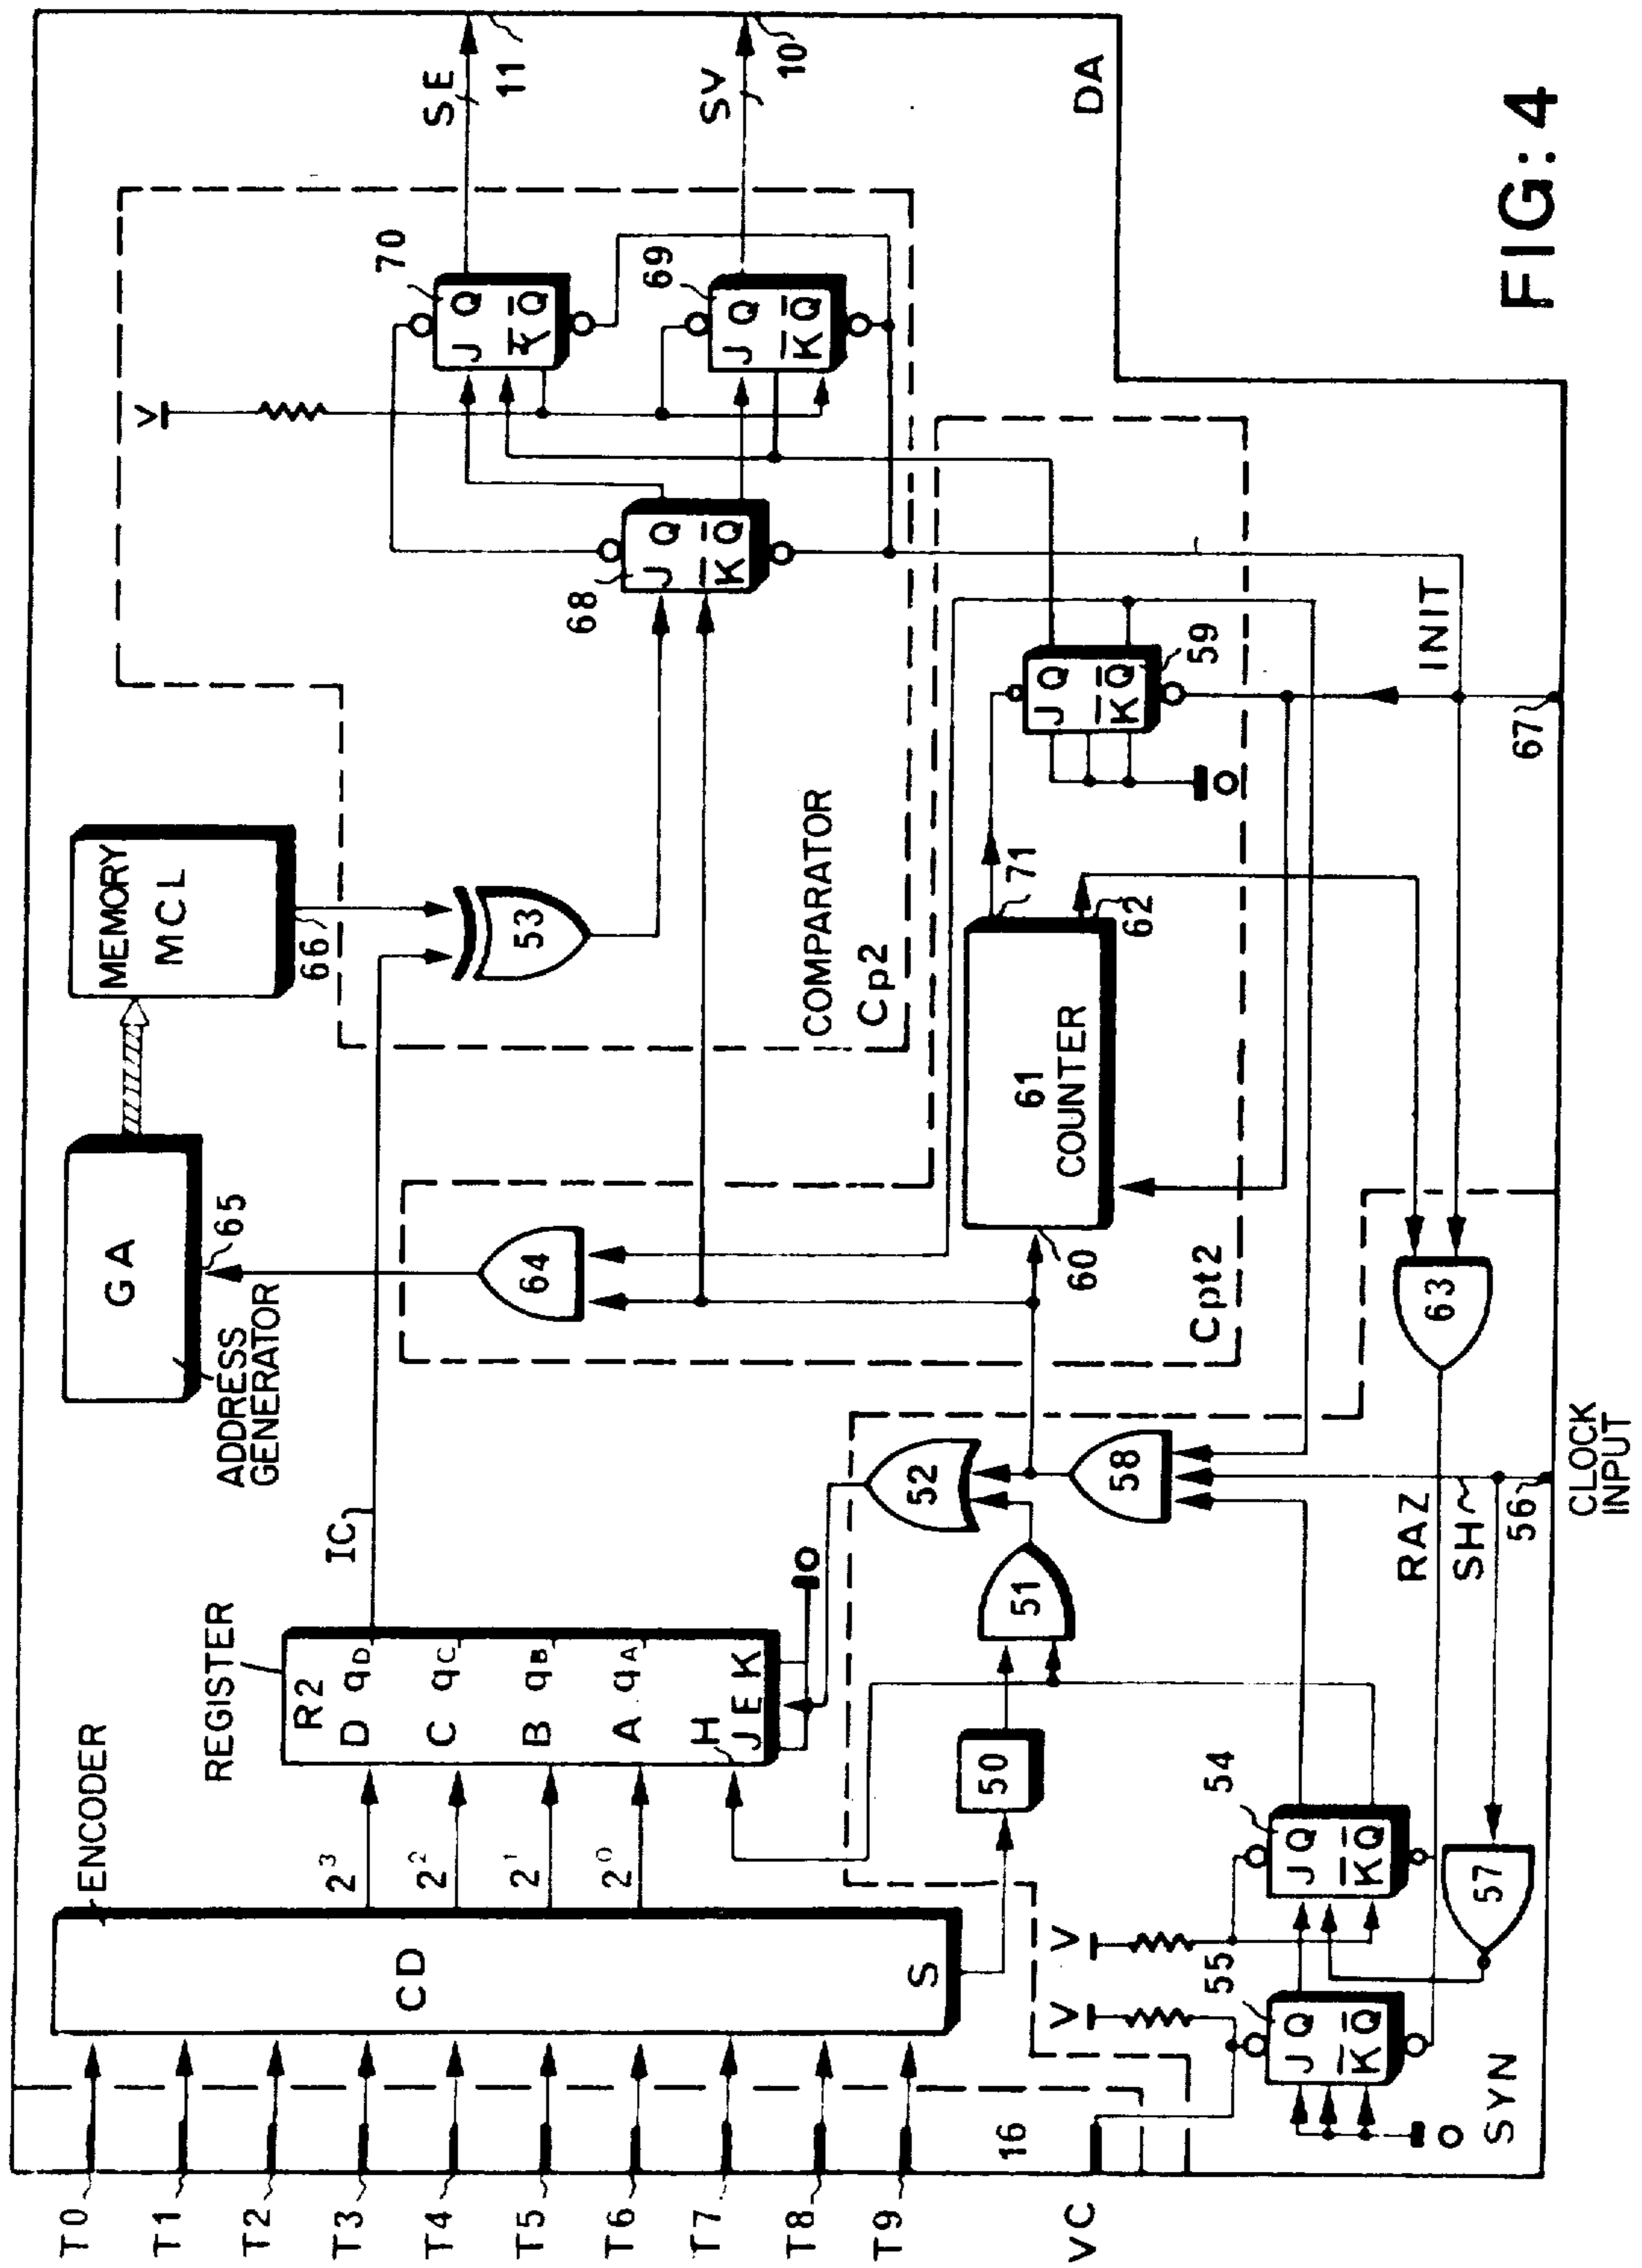 T0
T1
T2
T3
T4
T5
T6
T7
T8
T9
VC
16
ENCODER
CD
S
2³
2²
2¹
2⁰
REGISTER
R2
D qD
C qC
B qB
A qA
H
J E K
O
IC
ADDRESS
GENERATOR
GA
65
MEMORY
MCL
66
53
COMPARATOR
Cp2
64
Cpt2
60
61
COUNTER
62
71
J Q
K̅ Q̅
59
O
J Q
K̅ Q̅
68
J Q
K̅ Q̅
70
J Q
K̅ Q̅
69
V
SE
11
SV
10
DA
50
51
52
58
54
J Q
K̅ Q̅
55
J Q
K̅ Q̅
V
V
57
O
SYN
RAZ
SH
56
CLOCK
INPUT
63
INIT
67
FIG: 4